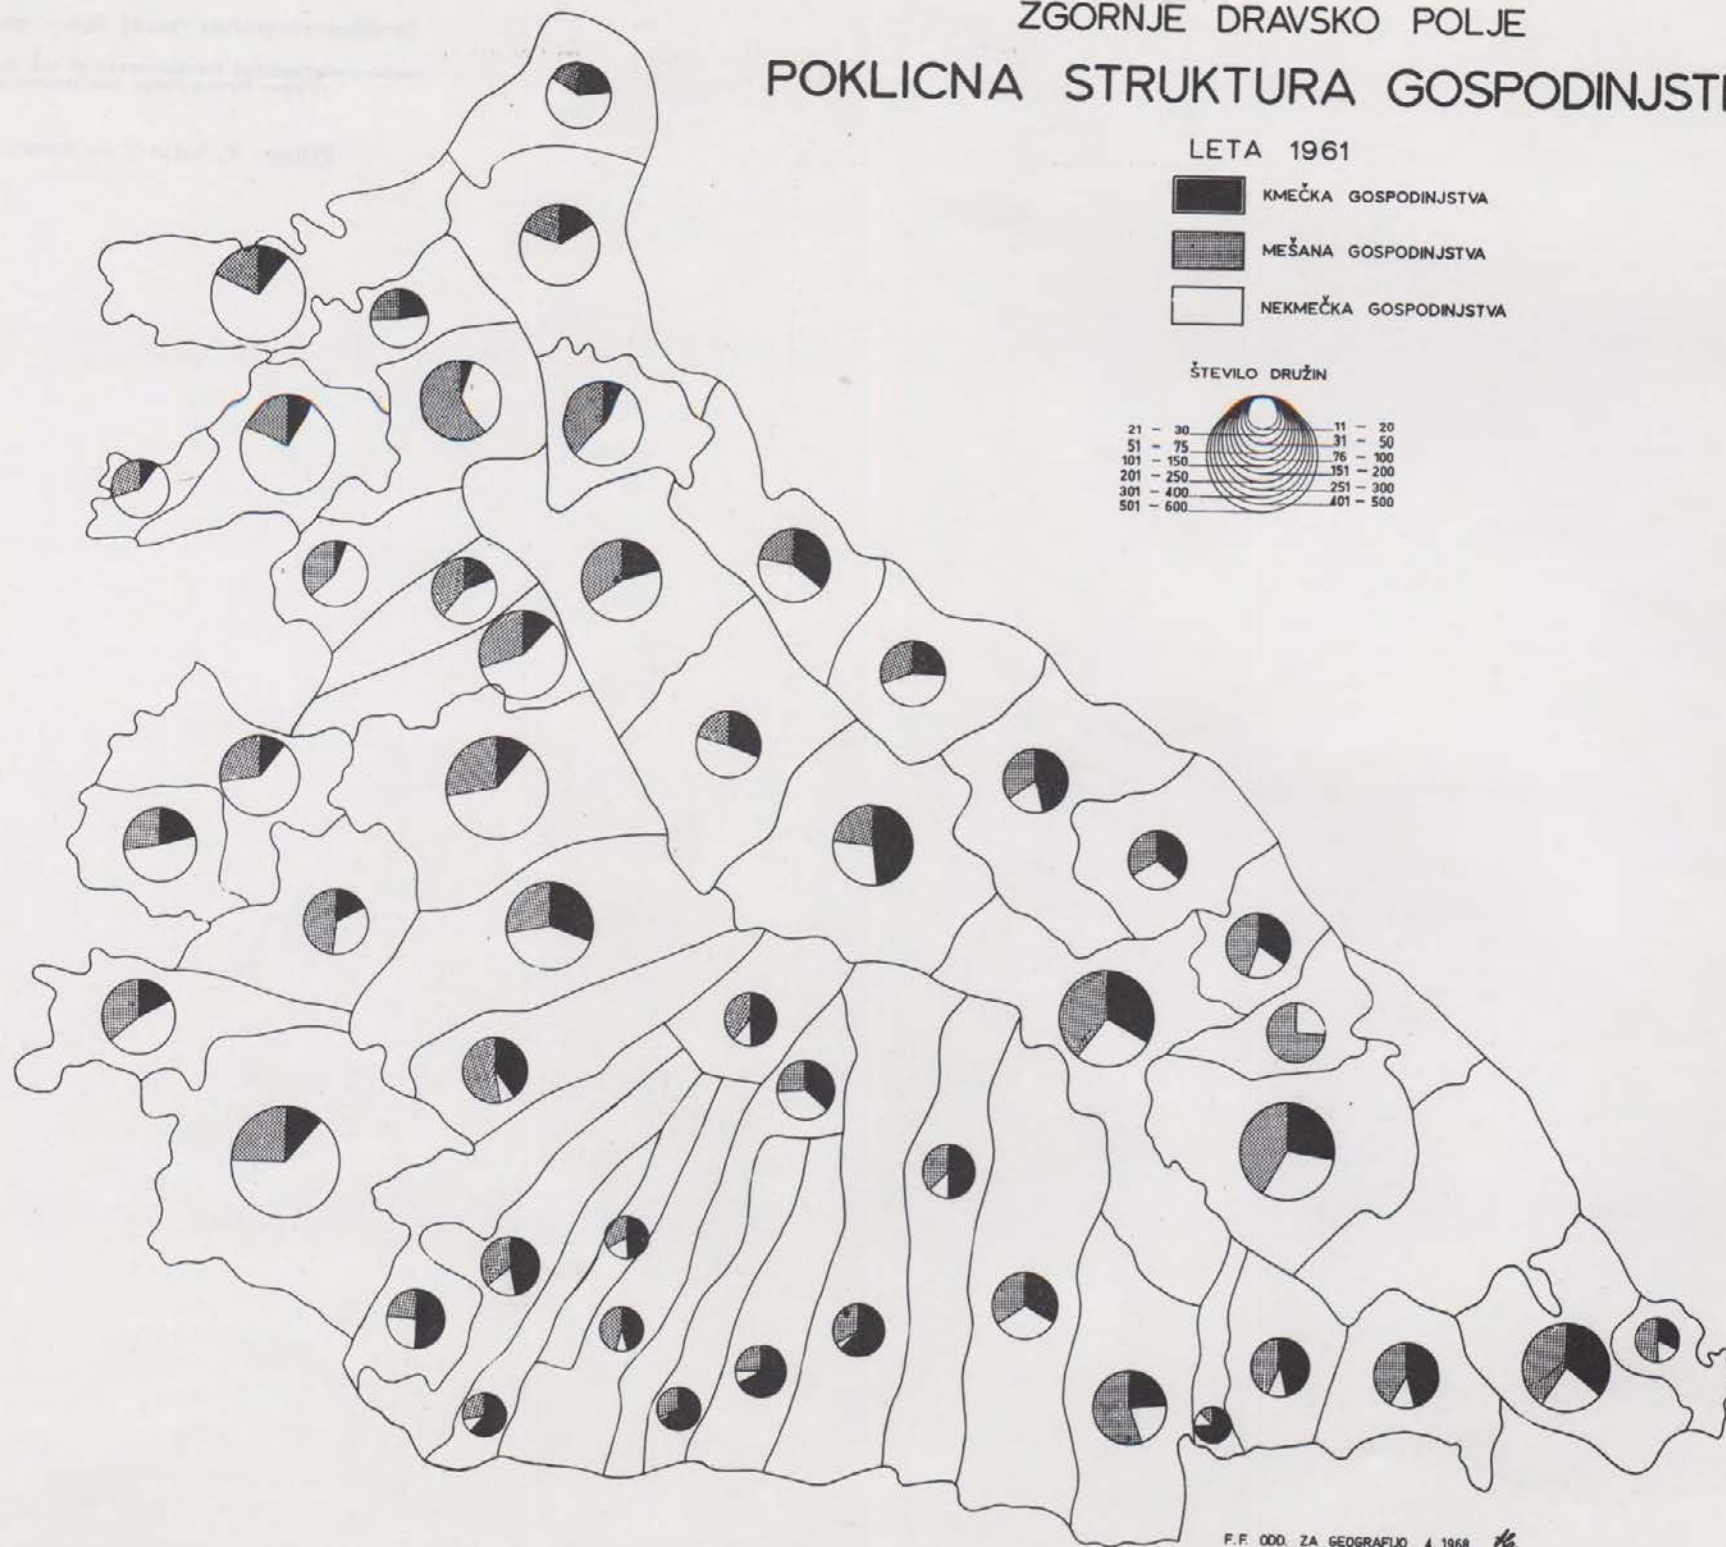 ZGORNJE DRAVSKO POLJE
POKLICNA STRUKTURA
LETA 1961
KMEČKA GOSPODINJSTVA
MEŠANA GOSPODINJSTVA
NEKMEČKA GOSPODINJSTVA
ŠTEVILO DRUŽIN
21 - 30 11 - 20
51 - 75 31 - 50
101 - 150 76 - 100
201 - 250 151 - 200
301 - 400 251 - 300
501 - 600 401 - 500
F.F. ODD. ZA GEOGRAFIJO 4.1968